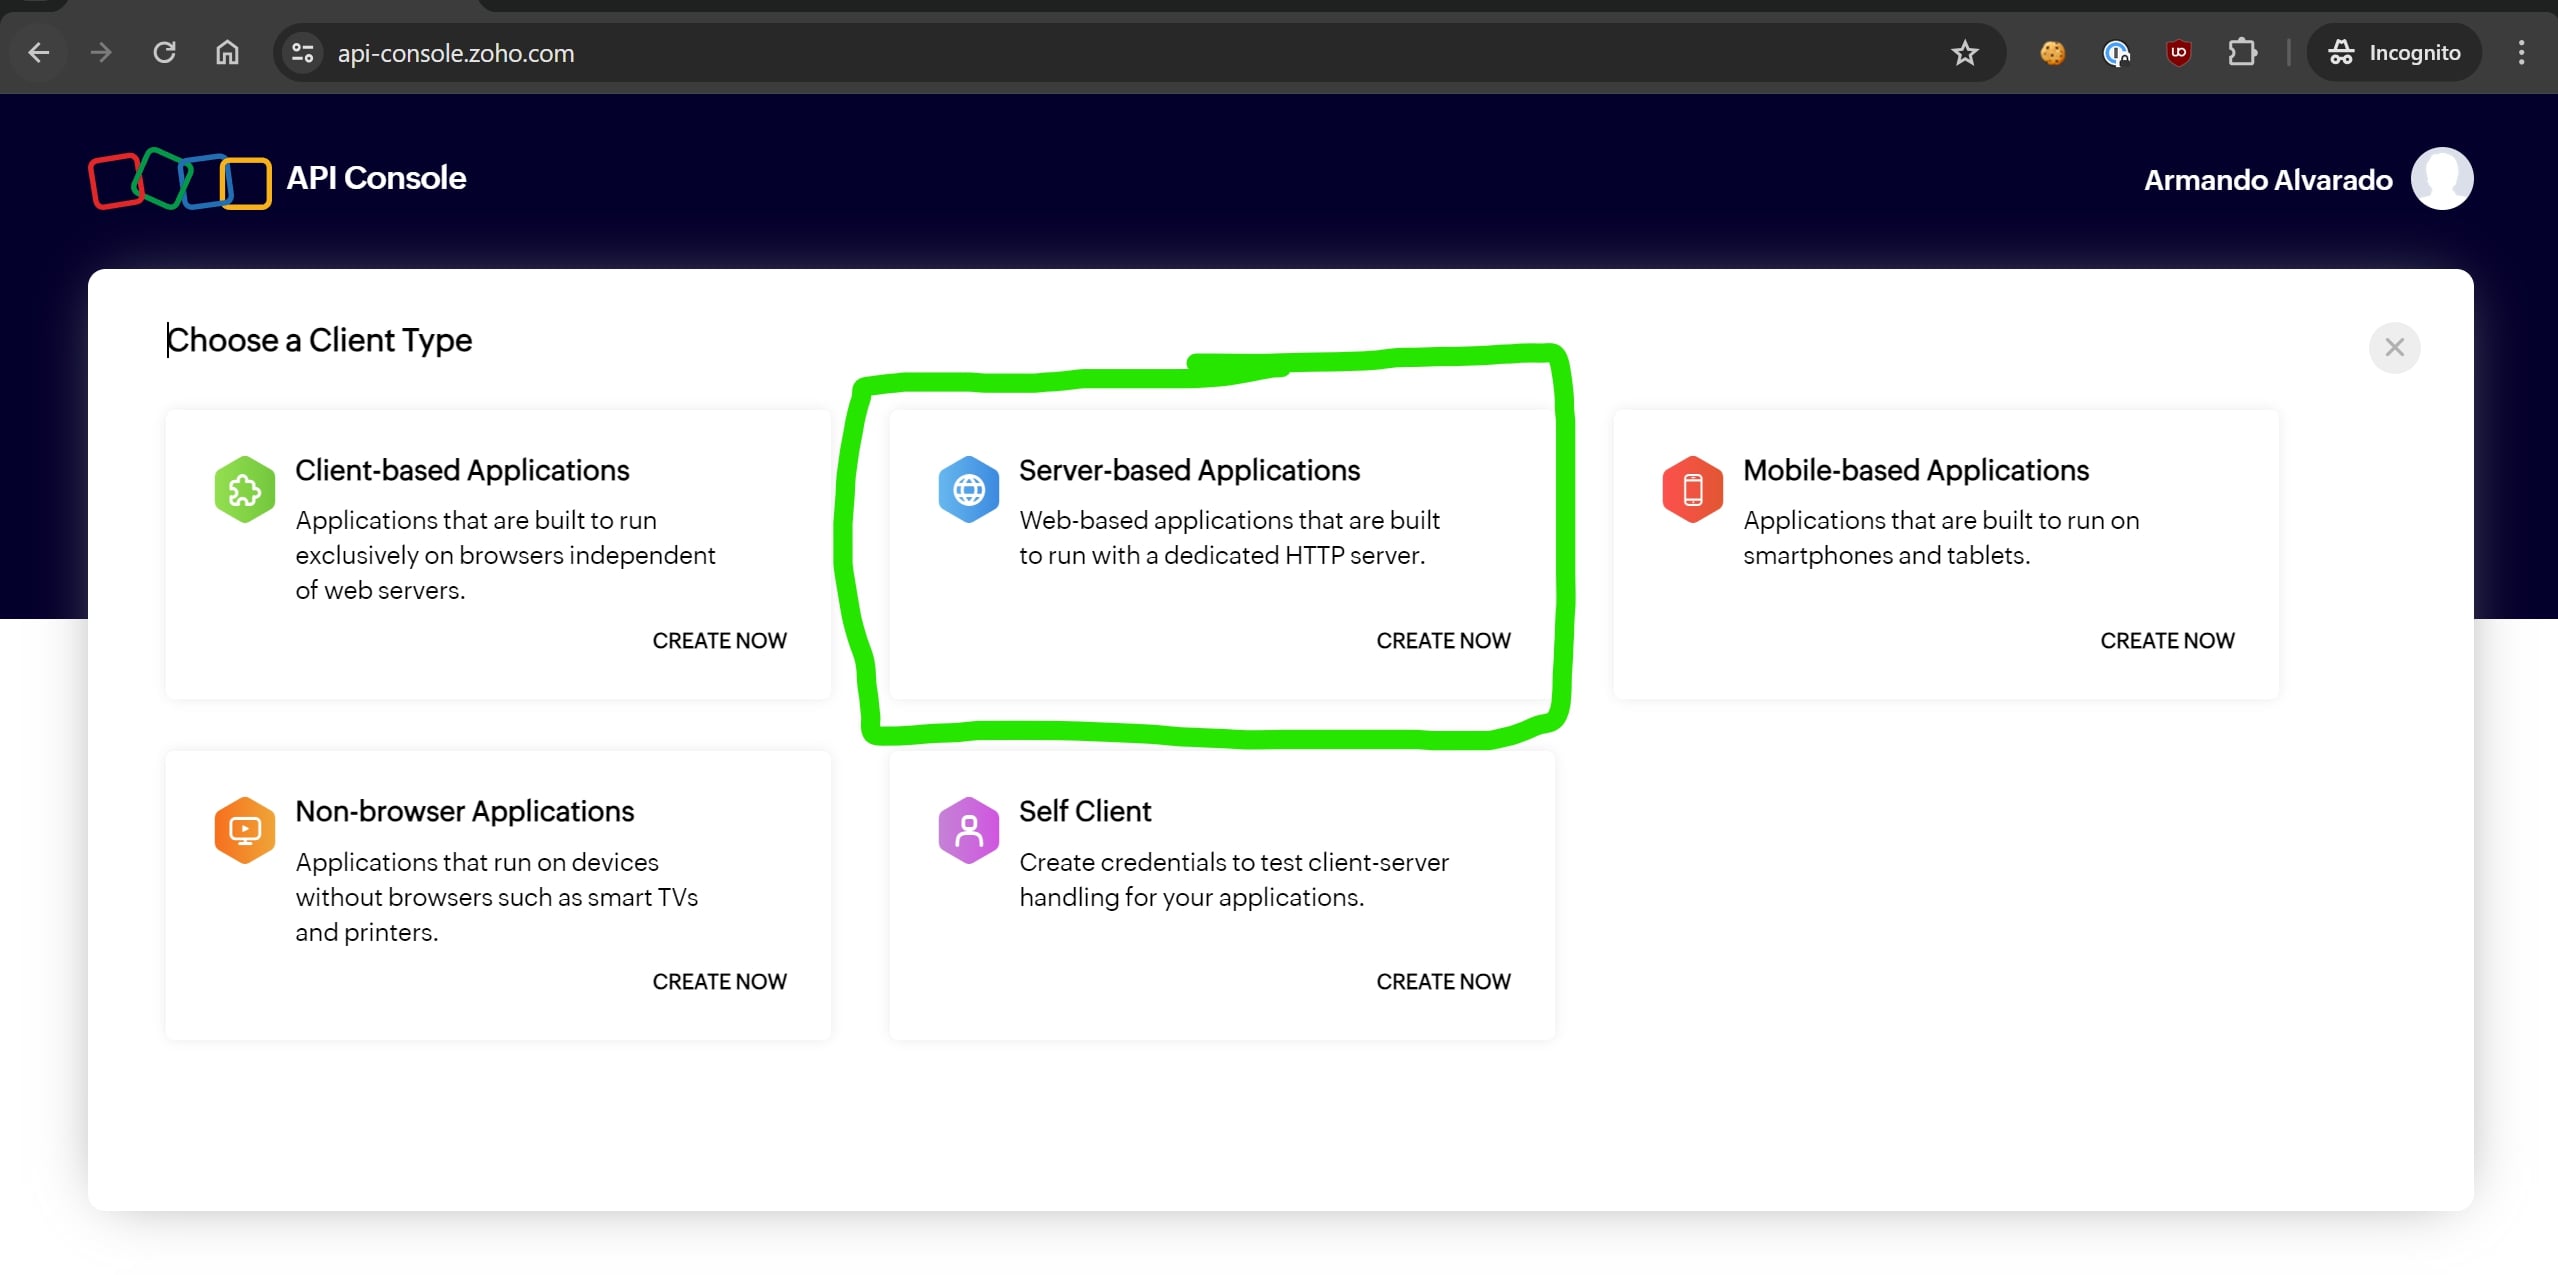 api-console.zoho.com
Incognito
API Console
Armando Alvarado
Choose a Client Type
Client-based Applications
Applications that are built to run
exclusively on browsers independent
of web servers.
CREATE NOW
Server-based Applications
Web-based applications that are built
to run with a dedicated HTTP server.
CREATE NOW
Mobile-based Applications
Applications that are built to run on
smartphones and tablets.
CREATE NOW
Non-browser Applications
Applications that run on devices
without browsers such as smart TVs
and printers.
CREATE NOW
Self Client
Create credentials to test client-server
handling for your applications.
CREATE NOW